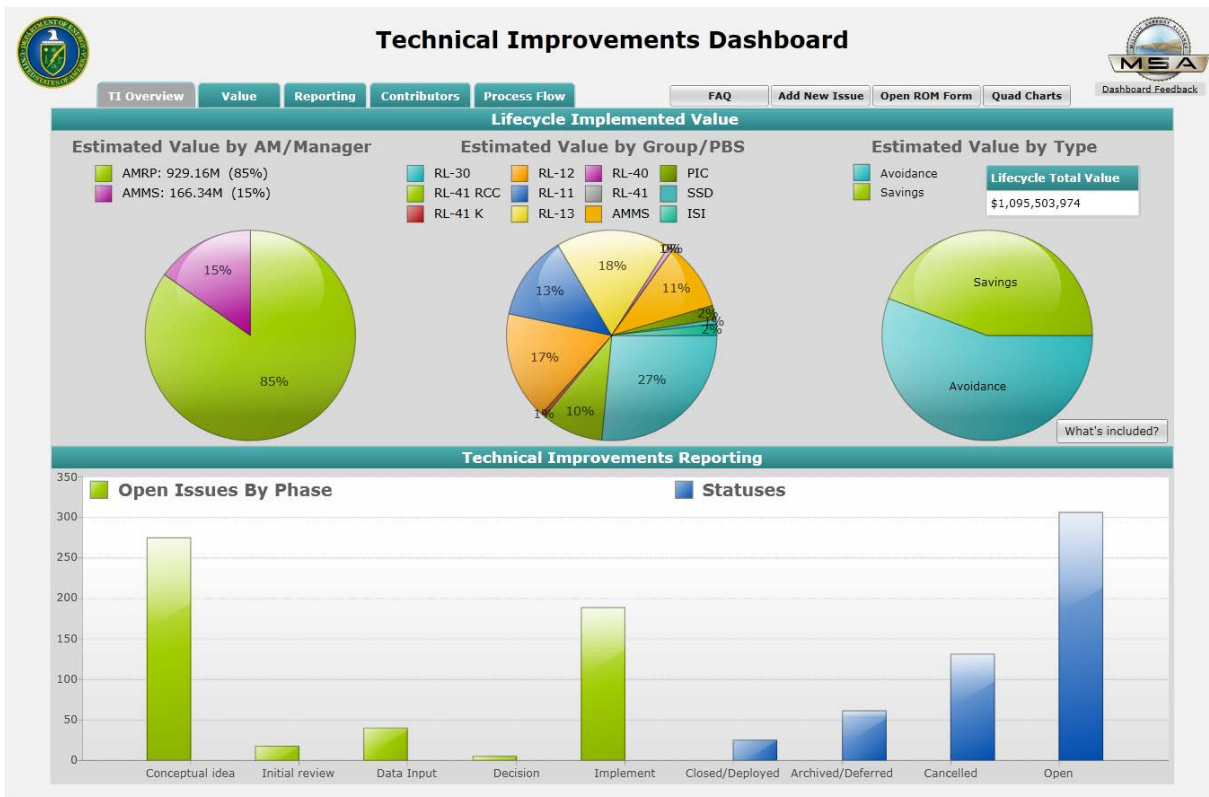 Technical Improvements Dashboard
MSA
Dashboard Feedback
TI Overview Value Reporting Contributors Process Flow FAQ Add New Issue Open ROM Form Quad Charts
Lifecycle Implemented Value
Estimated Value by AM/Manager
AMRP: 929.16M (85%)
AMMS: 166.34M (15%)
15%
85%
Estimated Value by Group/PBS
RL-30 RL-12 RL-40 PIC
RL-41 RCC RL-11 RL-41 SSD
RL-41 K RL-13 AMMS ISI
18%
13%
11%
2%
1%
2%
17%
27%
1%
10%
Estimated Value by Type
Avoidance
Savings
Lifecycle Total Value
$1,095,503,974
Savings
Avoidance
What's included?
Technical Improvements Reporting
Open Issues By Phase
Statuses
350
300
250
200
150
100
50
0
Conceptual idea Initial review Data Input Decision Implement Closed/Deployed Archived/Deferred Cancelled Open